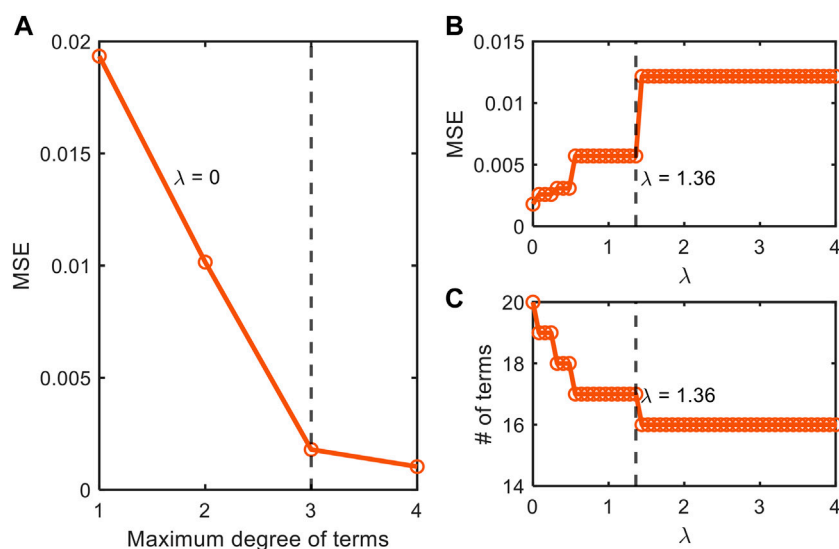 A
0.02
0.015
0.01
0.005
0
MSE
λ = 0
1 2 3 4
Maximum degree of terms
B
0.015
0.01
0.005
0
MSE
λ = 1.36
0 1 2 3 4
λ
C
20
18
16
14
# of terms
λ = 1.36
0 1 2 3 4
λ